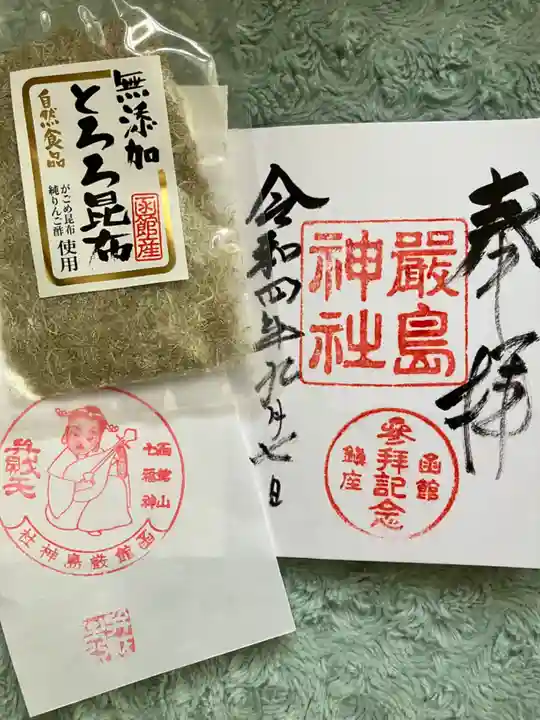 無添加
とろろ昆布
函館産
自然食品
がごめ昆布
純りんご酢
使用
奉拝
厳島
神社
函館
参拝記念
鎮座
令和四年九月七日
函館山
七福神
弁財天
函館厳島神社